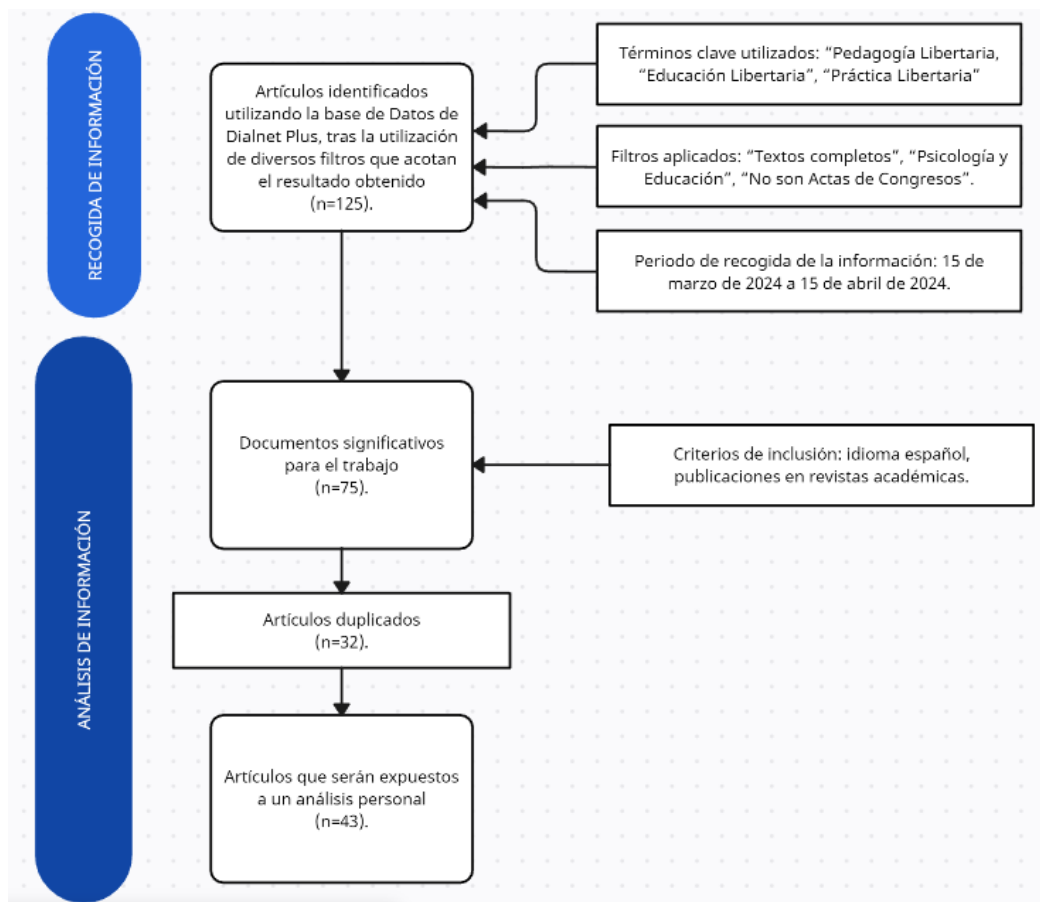 RECOGIDA DE INFORMACIÓN
Artículos identificados
utilizando la base de Datos de
Dialnet Plus, tras la utilización
de diversos filtros que acotan
el resultado obtenido
(n=125).
Términos clave utilizados: “Pedagogía Libertaria,
“Educación Libertaria”, “Práctica Libertaria”
Filtros aplicados: “Textos completos”, “Psicología y
Educación”, “No son Actas de Congresos”.
Periodo de recogida de la información: 15 de
marzo de 2024 a 15 de abril de 2024.
ANÁLISIS DE INFORMACIÓN
Documentos significativos
para el trabajo
(n=75).
Criterios de inclusión: idioma español,
publicaciones en revistas académicas.
Artículos duplicados
(n=32).
Artículos que serán expuestos
a un análisis personal
(n=43).